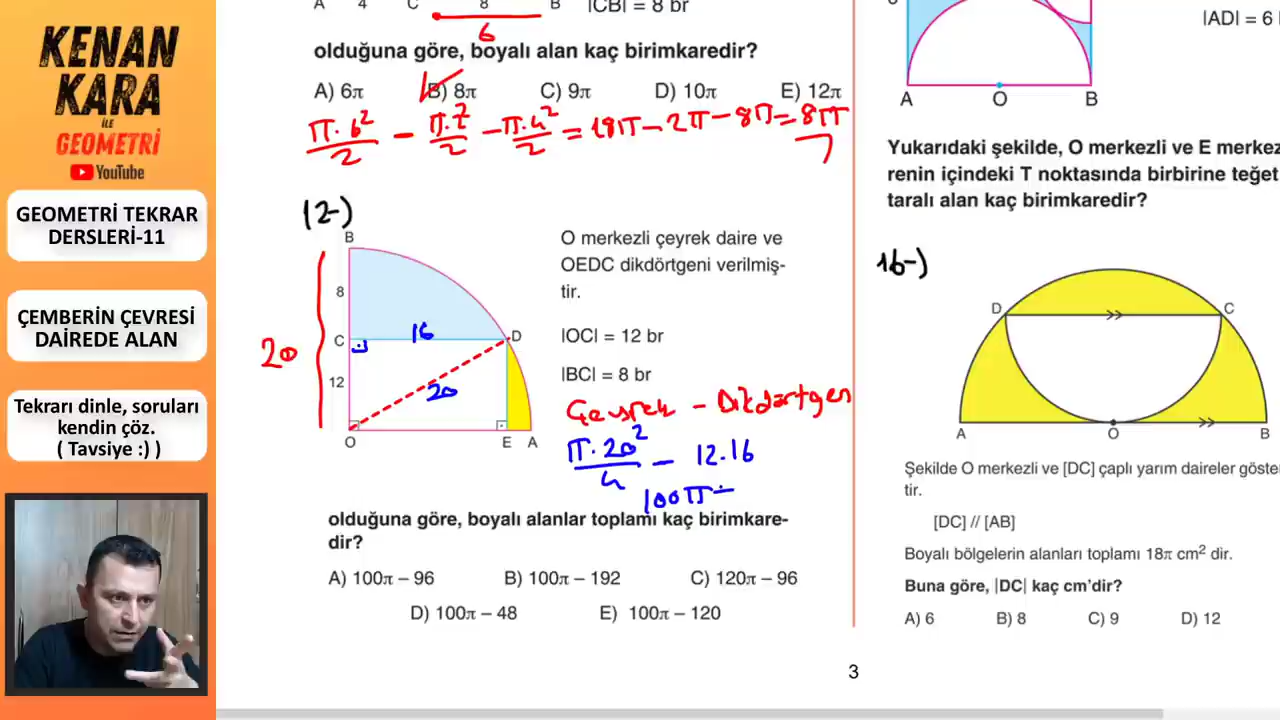 KENAN
KARA
İLE
GEOMETRİ
YouTube
GEOMETRİ TEKRAR
DERSLERİ-11
ÇEMBERİN ÇEVRESİ
DAİREDE ALAN
Tekrarı dinle, soruları
kendin çöz.
( Tavsiye :) )
A 4 C 8 B |CB| = 8 br
6
olduğuna göre, boyalı alan kaç birimkaredir?
A) 6π B) 8π C) 9π D) 10π E) 12π
π.6²/2 - π.2²/2 - π.4²/2 = 18π - 2π - 8π = 8π
12-)
B
8
C
12
O E A
D
16
20
20
O merkezli çeyrek daire ve
OEDC dikdörtgeni verilmiş-
tir.
|OC| = 12 br
|BC| = 8 br
Çeyrek - Dikdörtgen
π.20²/4 - 12.16
100π -
olduğuna göre, boyalı alanlar toplamı kaç birimkare-
dir?
A) 100π – 96 B) 100π – 192 C) 120π – 96
D) 100π – 48 E) 100π – 120
3
|AD| = 6
A O B
Yukarıdaki şekilde, O merkezli ve E merkez
renin içindeki T noktasında birbirine teğet
taralı alan kaç birimkaredir?
16-)
D C
A O B
Şekilde O merkezli ve [DC] çaplı yarım daireler göste
tir.
[DC] // [AB]
Boyalı bölgelerin alanları toplamı 18π cm² dir.
Buna göre, |DC| kaç cm'dir?
A) 6 B) 8 C) 9 D) 12